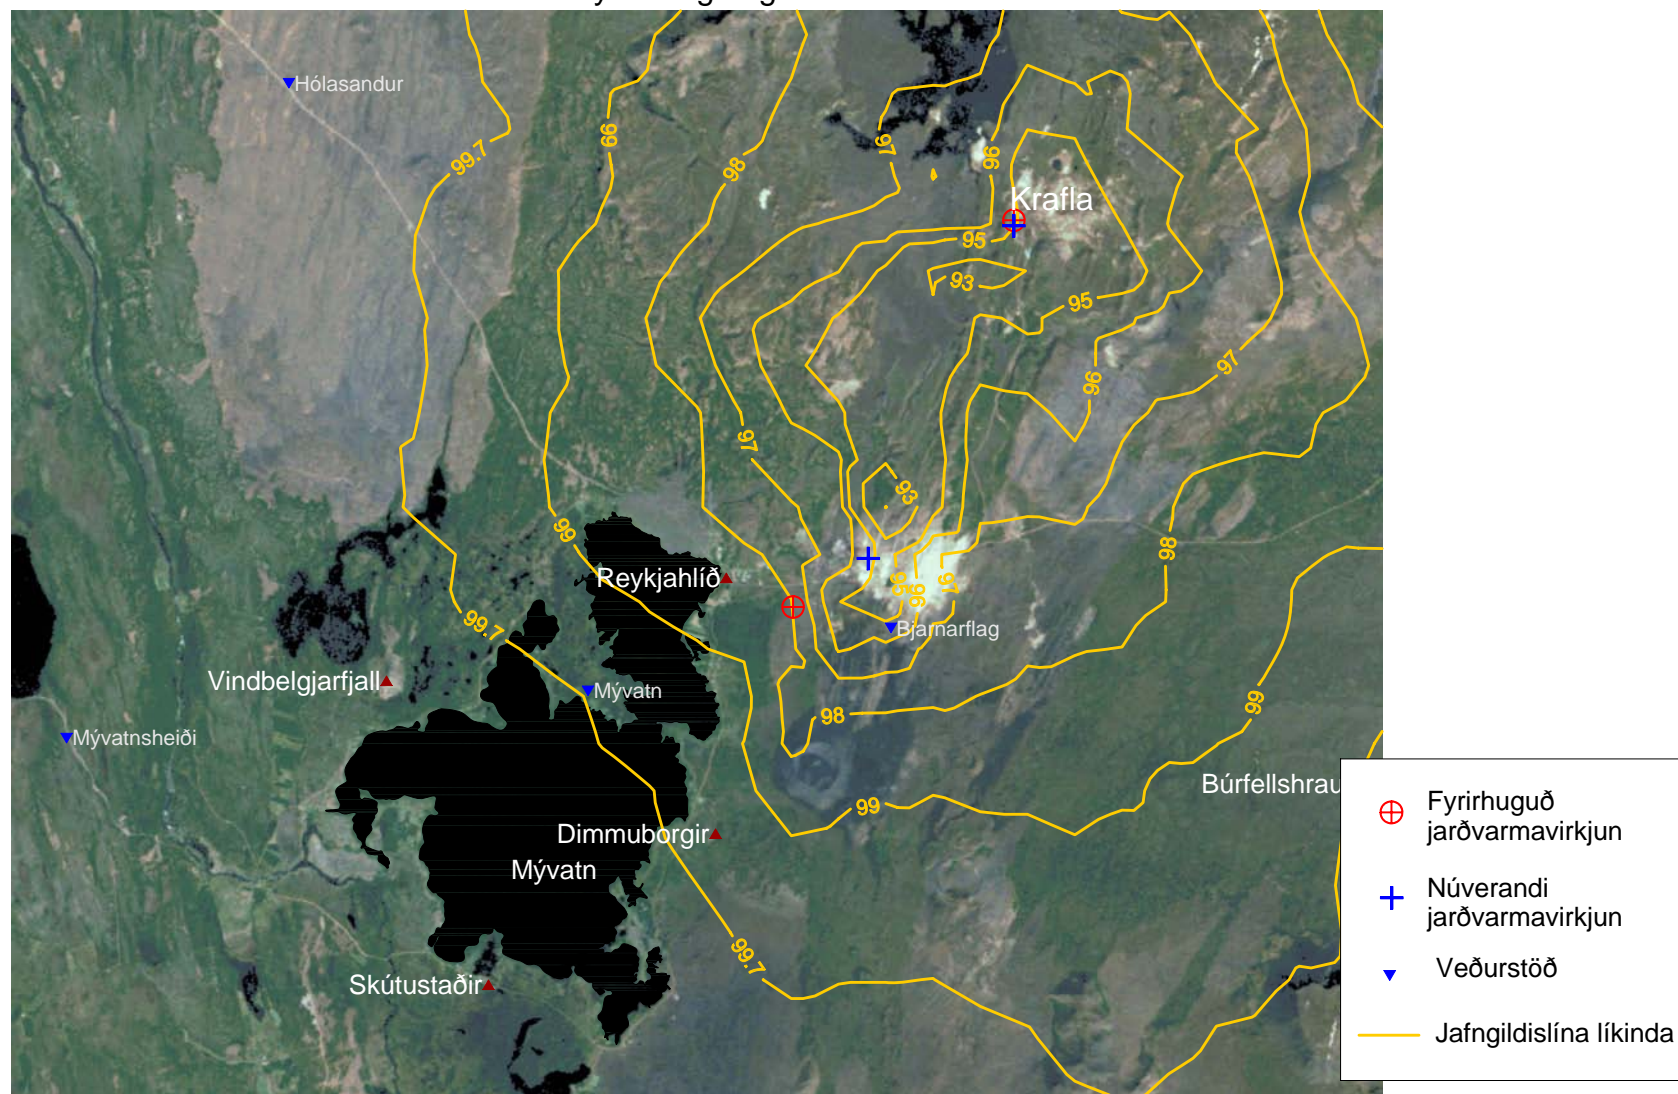 Hólasandur
99.7
99
98
97
96
Krafla
95
93
95
97
96
97
93
99
98
Reykjahlíð
95
96
97
99.7
Bjarnarflag
Vindbelgjarfjall
Mývatn
99
98
Mývatnsheiði
Búrfellshrau
99
Dimmuborgir
Mývatn
99.7
Skútustaðir
Fyrirhuguð
jarðvarmavirkjun
Núverandi
jarðvarmavirkjun
Veðurstöð
Jafngildislína líkinda